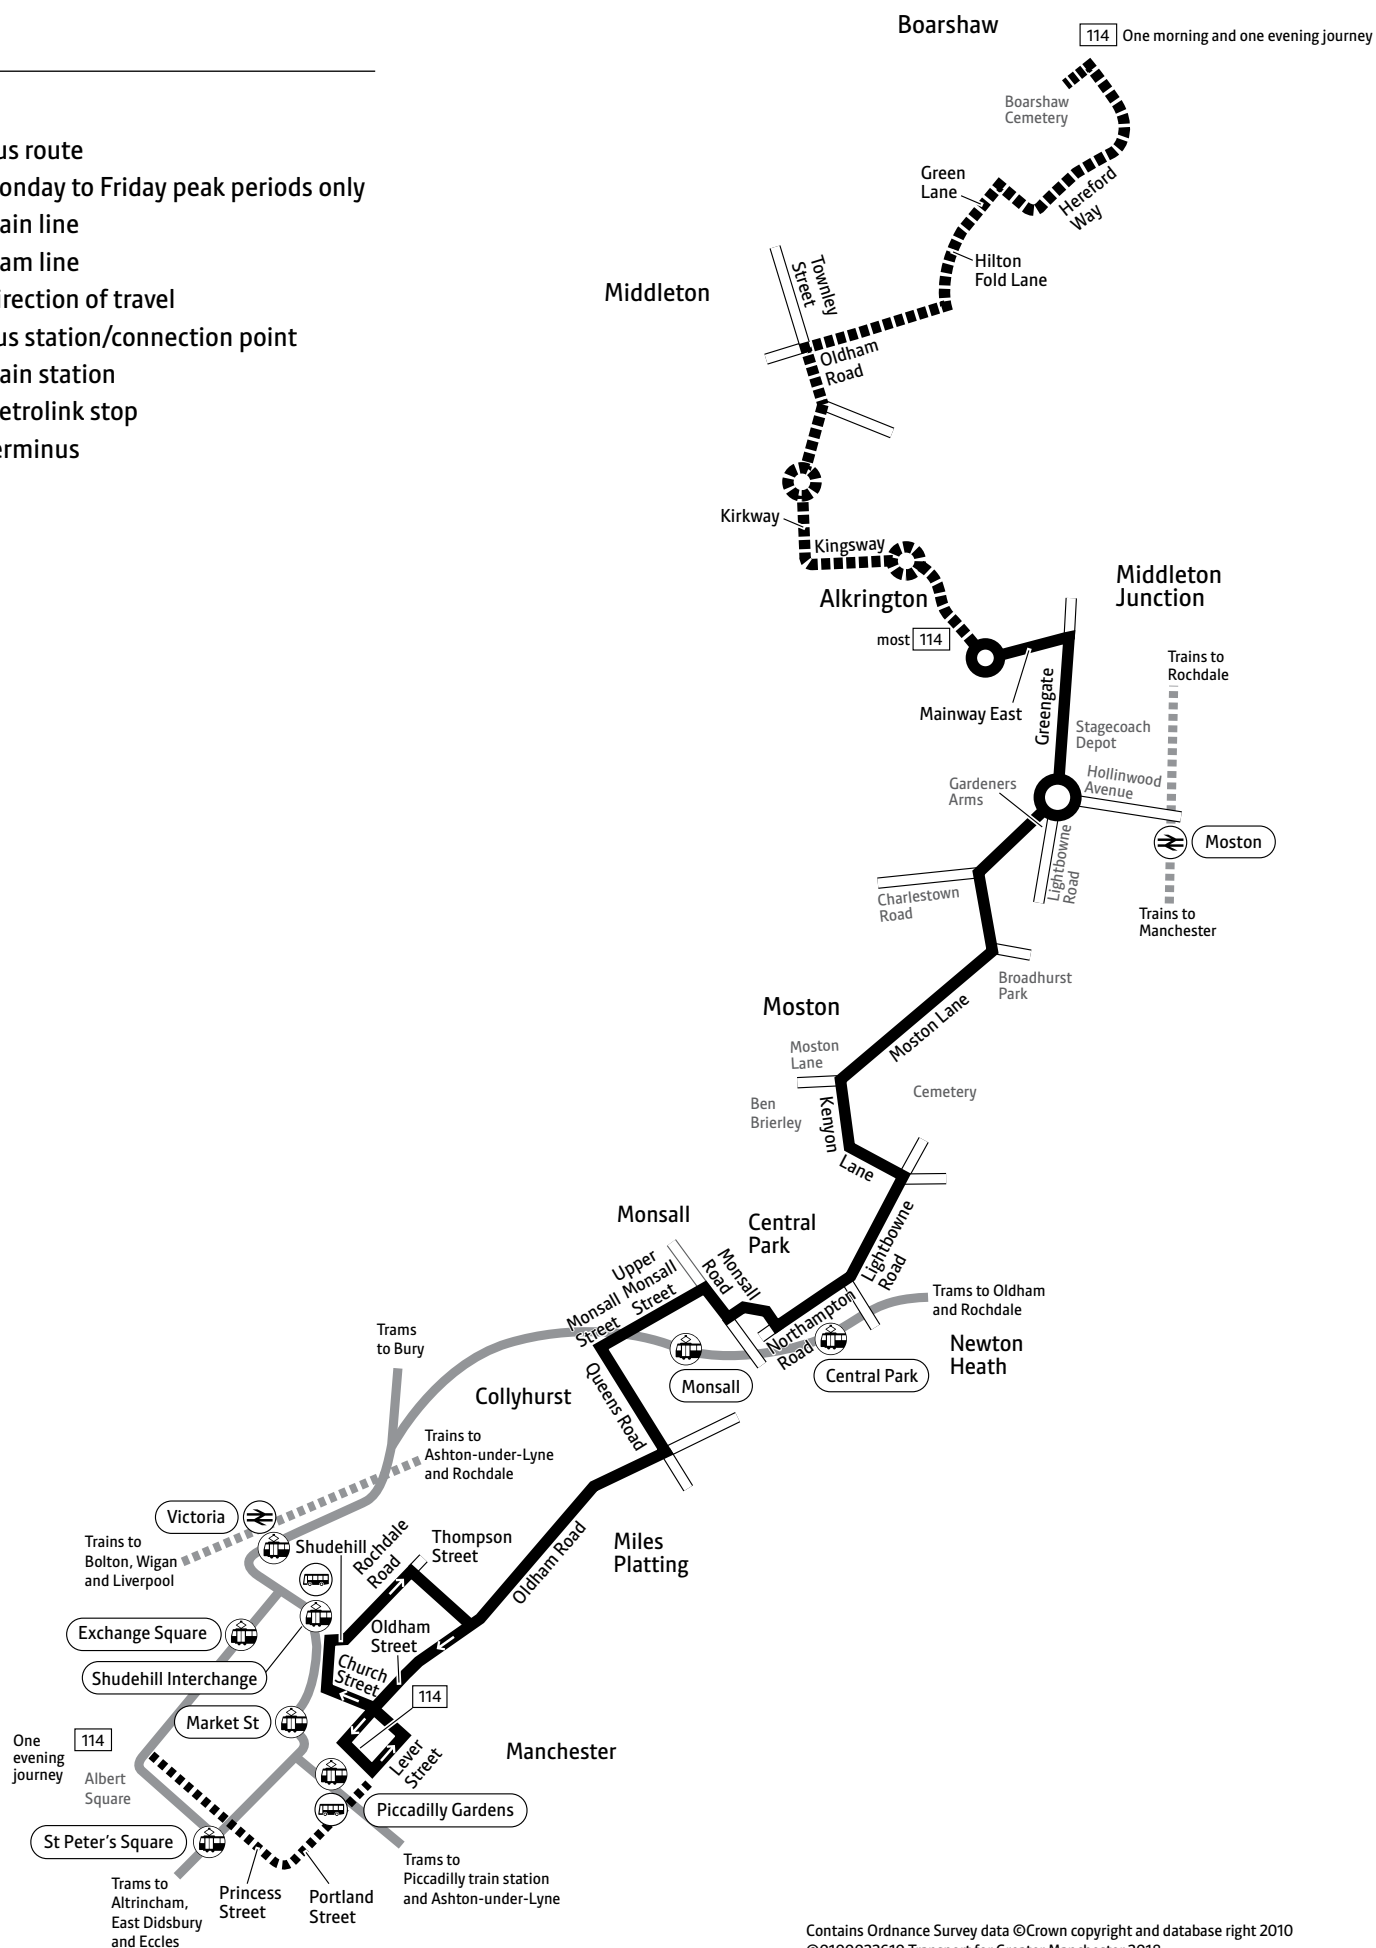 Boarshaw
114 One morning and one evening journey
Boarshaw
Cemetery
us route
onday to Friday peak periods only
ain line
am line
irection of travel
us station/connection point
ain station
etrolink stop
erminus
Green
Lane
Hereford
Way
Hilton
Fold Lane
Townley
Street
Middleton
Oldham
Road
Kirkway
Kingsway
Alkrington
Middleton
Junction
most 114
Trains to
Rochdale
Mainway East
Greengate
Stagecoach
Depot
Hollinwood
Avenue
Gardeners
Arms
Moston
Lightbowne
Road
Charlestown
Road
Trains to
Manchester
Broadhurst
Park
Moston
Moston Lane
Moston
Lane
Cemetery
Ben
Brierley
Kenyon
Lane
Monsall
Central
Park
Lightbowne
Road
Upper
Monsall
Street
Monsall
Road
Monsall
Street
Northampton
Road
Trams to Oldham
and Rochdale
Newton
Heath
Central Park
Monsall
Trams
to Bury
Collyhurst
Queens Road
Trains to
Ashton-under-Lyne
and Rochdale
Victoria
Trains to
Bolton, Wigan
and Liverpool
Shudehill
Rochdale
Road
Thompson
Street
Oldham Road
Miles
Platting
Exchange Square
Oldham
Street
Church
Street
Shudehill Interchange
114
Market St
One
evening
journey
114
Albert
Square
Lever
Street
Manchester
Piccadilly Gardens
St Peter's Square
Trams to
Altrincham,
East Didsbury
and Eccles
Princess
Street
Portland
Street
Trams to
Piccadilly train station
and Ashton-under-Lyne
Contains Ordnance Survey data ©Crown copyright and database right 2010
©0100022610 Transport for Greater Manchester 2018